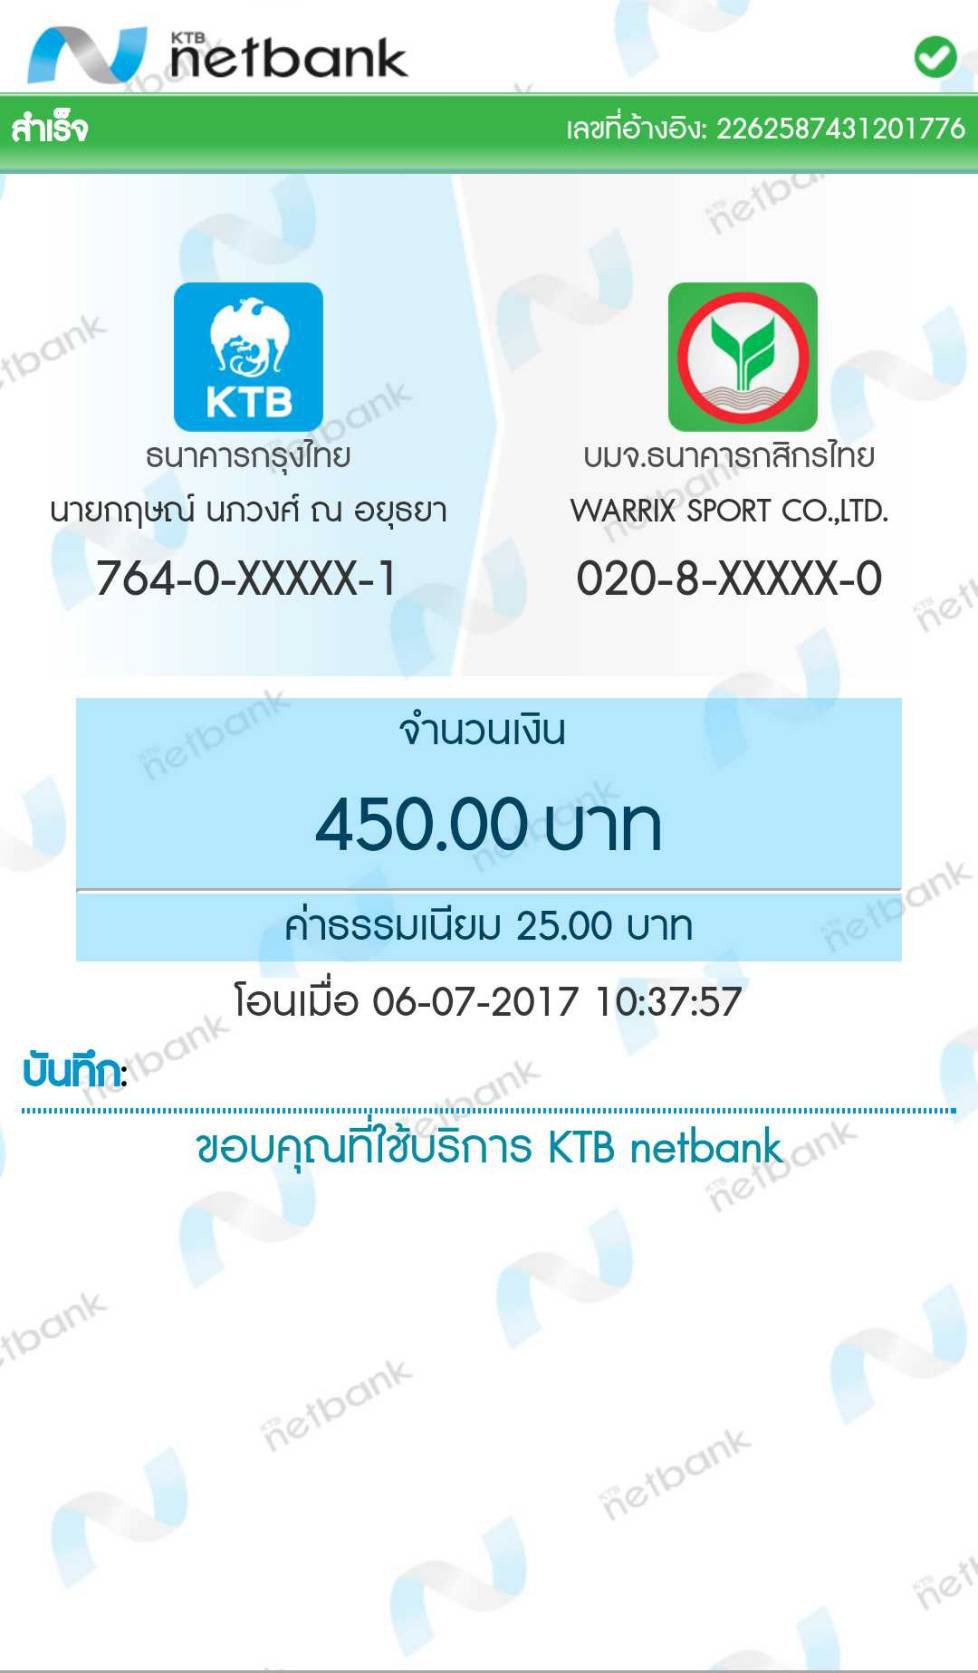 KTB netbank
สำเร็จ เลขที่อ้างอิง: 2262587431201776
KTB
ธนาคารกรุงไทย บมจ.ธนาคารกสิกรไทย
นายกฤษณ์ นภวงศ์ ณ อยุธยา WARRIX SPORT CO.,LTD.
764-0-XXXXX-1 020-8-XXXXX-0
จำนวนเงิน
450.00 บาท
ค่าธรรมเนียม 25.00 บาท
โอนเมื่อ 06-07-2017 10:37:57
บันทึก:
ขอบคุณที่ใช้บริการ KTB netbank